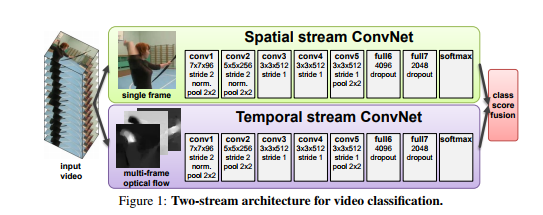 Spatial stream ConvNet
single frame
conv1
7x7x96
stride 2
norm.
pool 2x2
conv2
5x5x256
stride 2
norm.
pool 2x2
conv3
3x3x512
stride 1
conv4
3x3x512
stride 1
conv5
3x3x512
stride 1
pool 2x2
full6
4096
dropout
full7
2048
dropout
softmax
Temporal stream ConvNet
input
video
multi-frame
optical flow
conv1
7x7x96
stride 2
norm.
pool 2x2
conv2
5x5x256
stride 2
pool 2x2
conv3
3x3x512
stride 1
conv4
3x3x512
stride 1
conv5
3x3x512
stride 1
pool 2x2
full6
4096
dropout
full7
2048
dropout
softmax
class
score
fusion
Figure 1: Two-stream architecture for video classification.